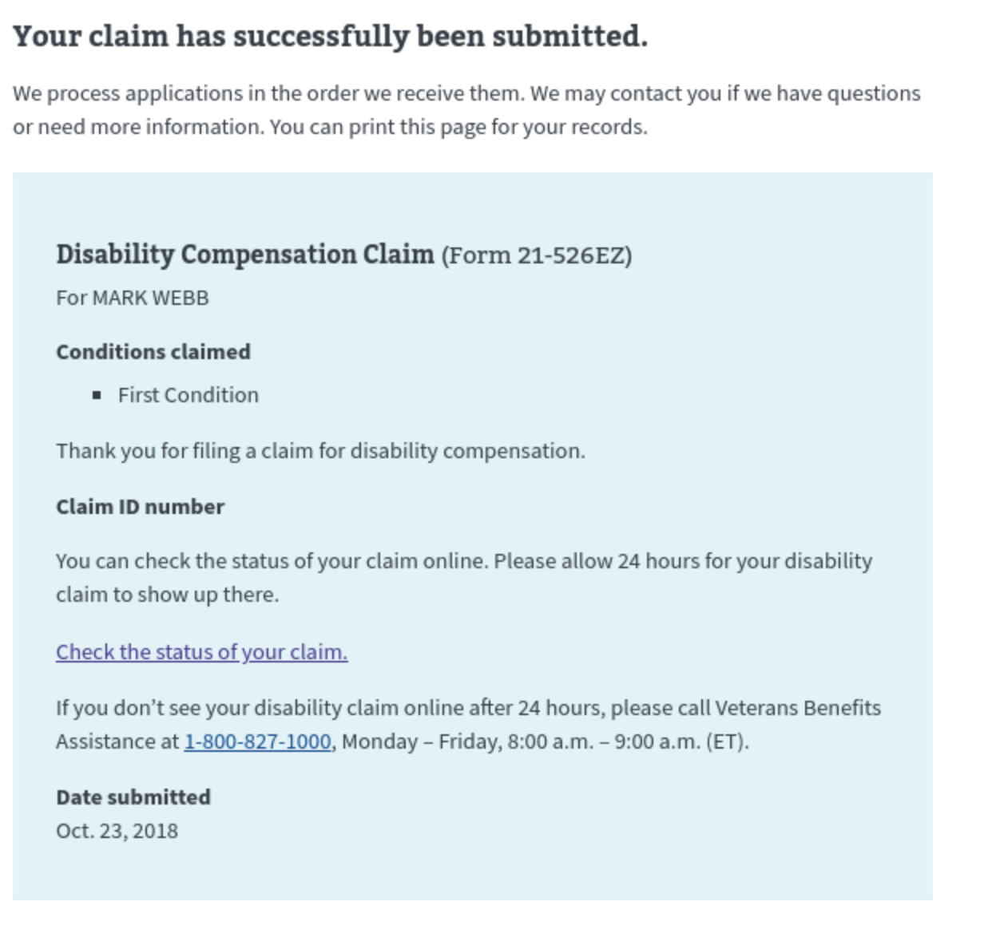 Your claim has successfully been submitted.
We process applications in the order we receive them. We may contact you if we have questions
or need more information. You can print this page for your records.
Disability Compensation Claim (Form 21-526EZ)
For MARK WEBB
Conditions claimed
▪ First Condition
Thank you for filing a claim for disability compensation.
Claim ID number
You can check the status of your claim online. Please allow 24 hours for your disability
claim to show up there.
Check the status of your claim.
If you don’t see your disability claim online after 24 hours, please call Veterans Benefits
Assistance at 1-800-827-1000, Monday – Friday, 8:00 a.m. – 9:00 a.m. (ET).
Date submitted
Oct. 23, 2018